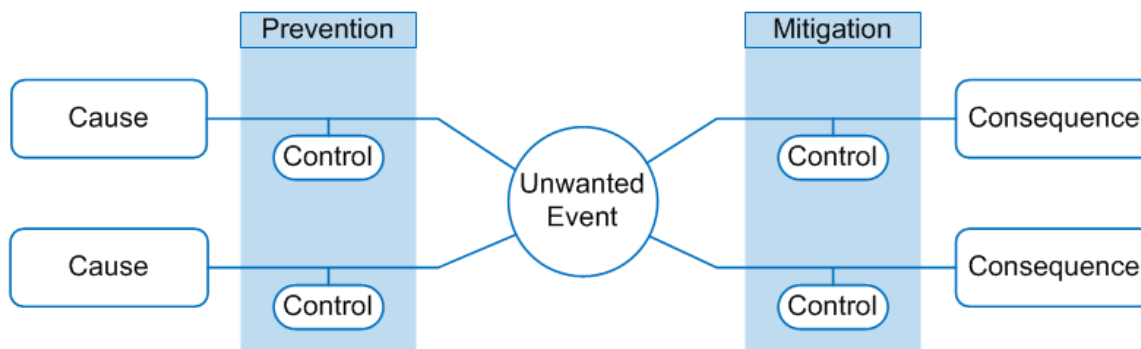 Prevention
Mitigation
Cause
Control
Unwanted
Event
Control
Consequence
Cause
Control
Control
Consequence